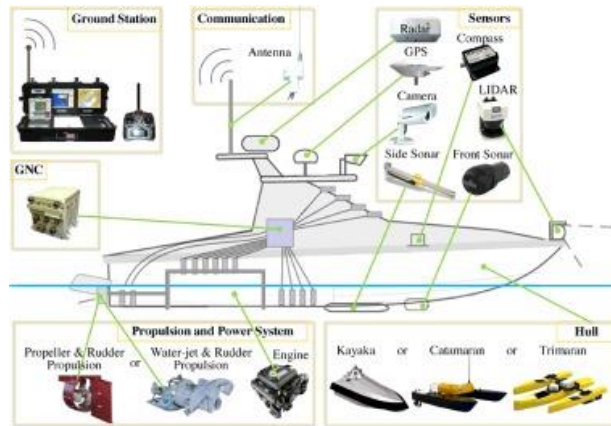 Ground Station
Communication
Antenna
Sensors
Radar
Compass
GPS
Camera
LIDAR
Side Sonar
Front Sonar
GNC
Propulsion and Power System
Propeller & Rudder
Propulsion
or
Water-jet & Rudder
Propulsion
Engine
Hull
Kayaka
or
Catamaran
or
Trimaran